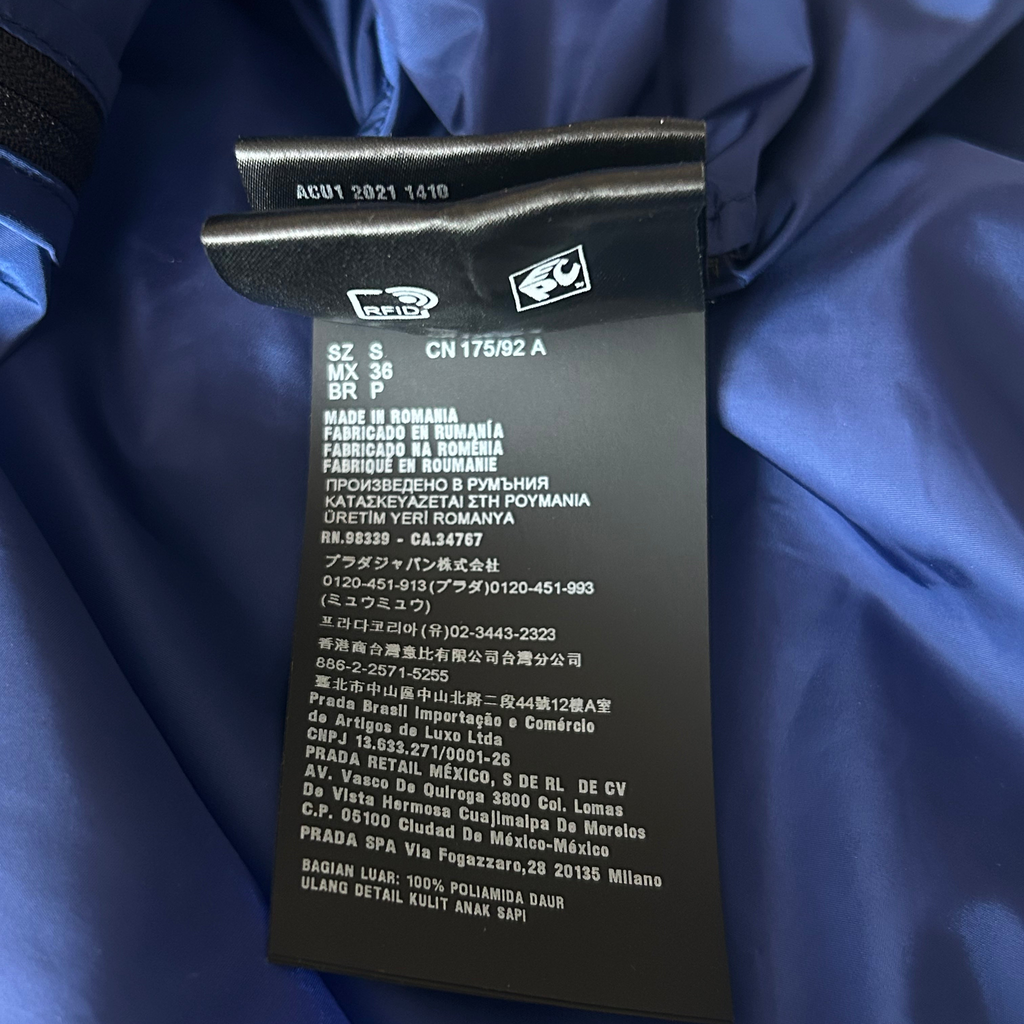 ACU1 2021 1410
RFID
EPC
SZ S CN 175/92 A
MX 36
BR P
MADE IN ROMANIA
FABRICADO EN RUMANÍA
FABRICADO NA ROMÊNIA
FABRIQUÉ EN ROUMANIE
ПРОИЗВЕДЕНО В РУМЪНИЯ
ΚΑΤΑΣΚΕΥΑΖΕΤΑΙ ΣΤΗ ΡΟΥΜΑΝΙΑ
ÜRETİM YERİ ROMANYA
RN.98339 - CA.34767
プラダジャパン株式会社
0120-451-913(プラダ)0120-451-993
(ミュウミュウ)
프라다코리아(유)02-3443-2323
香港商台灣意比有限公司台灣分公司
886-2-2571-5255
臺北市中山區中山北路二段44號12樓A室
Prada Brasil Importação e Comércio
de Artigos de Luxo Ltda
CNPJ 13.633.271/0001-26
PRADA RETAIL MÉXICO, S DE RL DE CV
AV. Vasco De Quiroga 3800 Col. Lomas
De Vista Hermosa Cuajimalpa De Morelos
C.P. 05100 Ciudad De México-México
PRADA SPA Via Fogazzaro,28 20135 Milano
BAGIAN LUAR: 100% POLIAMIDA DAUR
ULANG DETAIL KULIT ANAK SAPI